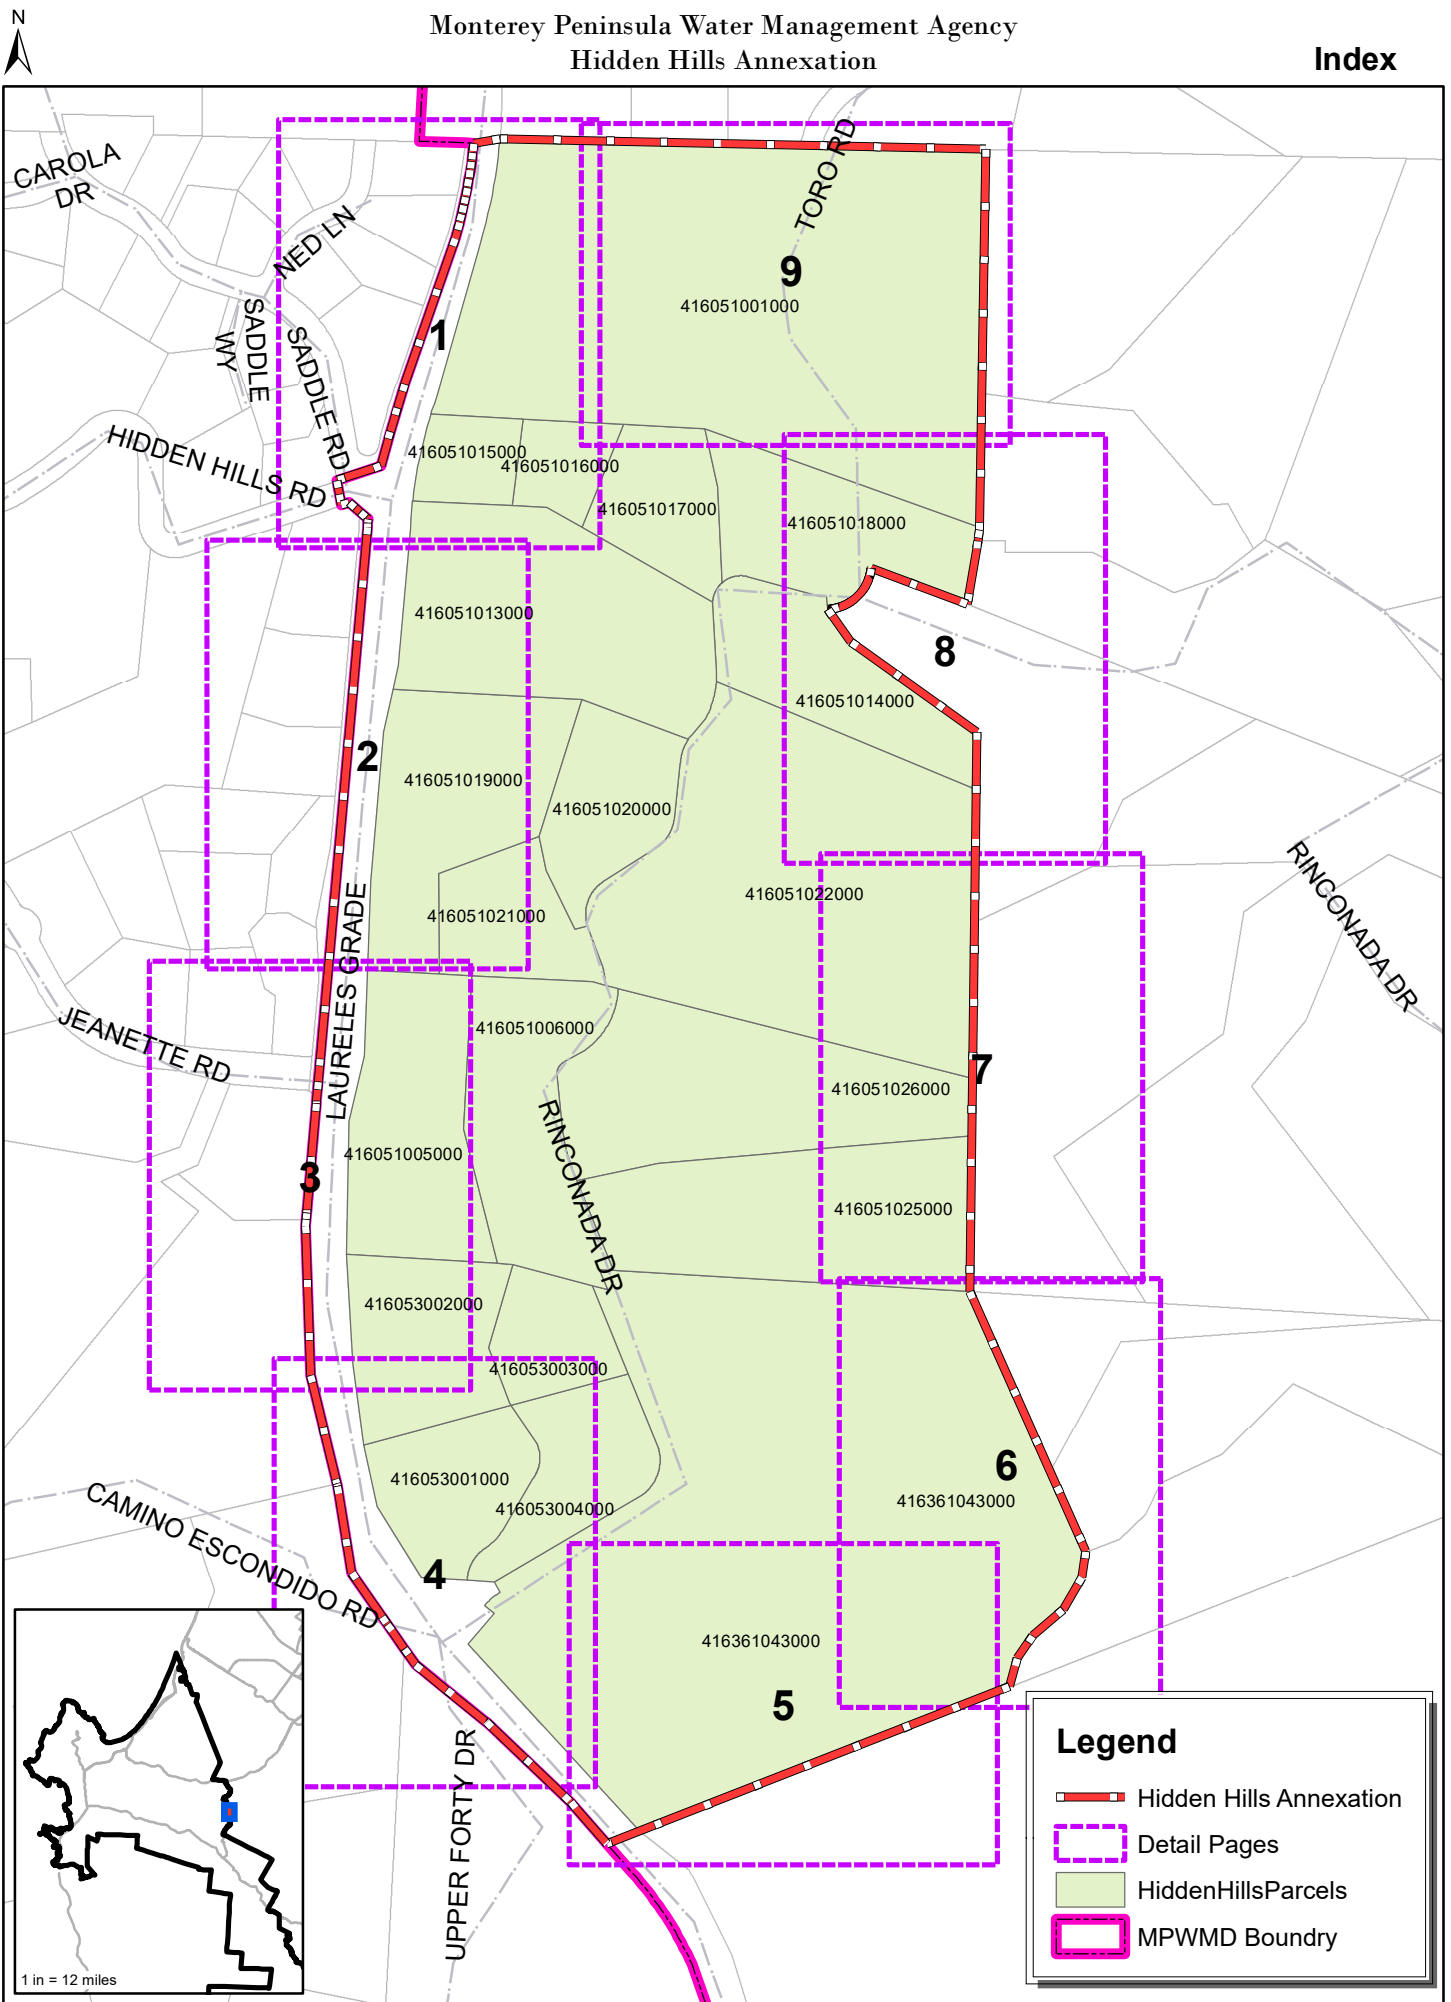 N
Monterey Peninsula Water Management Agency
Hidden Hills Annexation
Index
CAROLA
DR
NED LN
TORO RD
9
416051001000
SADDLE
WY
SADDLE RD
1
HIDDEN HILLS RD
416051015000
416051016000
416051017000
416051018000
416051013000
8
416051014000
2
416051019000
416051020000
416051022000
416051021000
RINCONADA DR
LAURELES GRADE
JEANETTE RD
416051006000
7
416051026000
RINCONADA DR
416051005000
3
416051025000
416053002000
416053003000
6
416053001000
416053004000
416361043000
CAMINO ESCONDIDO RD
4
416361043000
5
UPPER FORTY DR
1 in = 12 miles
Legend
Hidden Hills Annexation
Detail Pages
HiddenHillsParcels
MPWMD Boundry